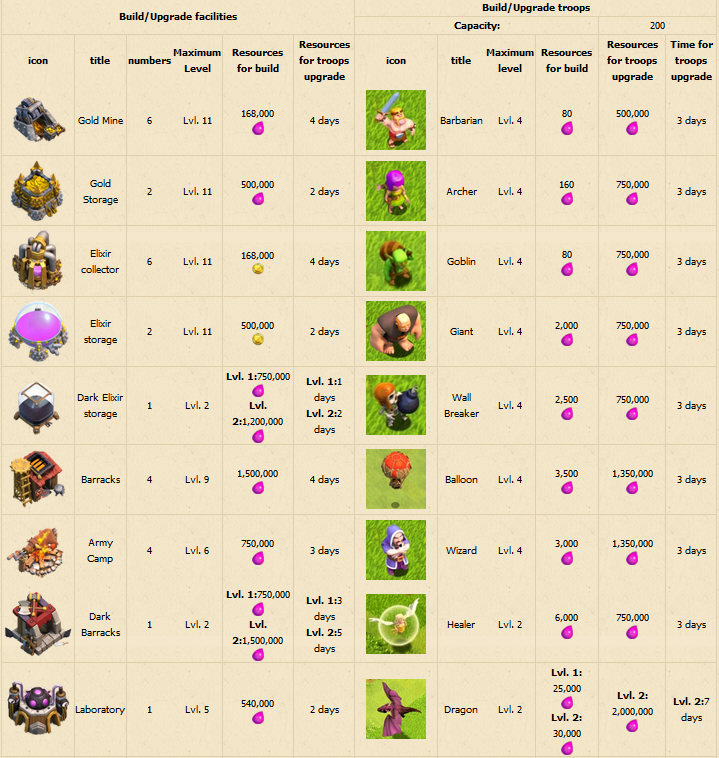 Build/Upgrade facilities
Build/Upgrade troops
Capacity: 200
icon title numbers Maximum Level Resources for build Resources for troops upgrade icon title Maximum level Resources for build Resources for troops upgrade Time for troops upgrade
Gold Mine 6 Lvl. 11 168,000 4 days Barbarian Lvl. 4 80 500,000 3 days
Gold Storage 2 Lvl. 11 500,000 2 days Archer Lvl. 4 160 750,000 3 days
Elixir collector 6 Lvl. 11 168,000 4 days Goblin Lvl. 4 80 750,000 3 days
Elixir storage 2 Lvl. 11 500,000 2 days Giant Lvl. 4 2,000 750,000 3 days
Dark Elixir storage 1 Lvl. 2 Lvl. 1:750,000 Lvl. 2:1,200,000 Lvl. 1:1 days Lvl. 2:2 days Wall Breaker Lvl. 4 2,500 750,000 3 days
Barracks 4 Lvl. 9 1,500,000 4 days Balloon Lvl. 4 3,500 1,350,000 3 days
Army Camp 4 Lvl. 6 750,000 3 days Wizard Lvl. 4 3,000 1,350,000 3 days
Dark Barracks 1 Lvl. 2 Lvl. 1:750,000 Lvl. 2:1,500,000 Lvl. 1:3 days Lvl. 2:5 days Healer Lvl. 2 6,000 750,000 3 days
Laboratory 1 Lvl. 5 540,000 2 days Dragon Lvl. 2 Lvl. 1: 25,000 Lvl. 2: 30,000 Lvl. 2: 2,000,000 Lvl. 2:7 days